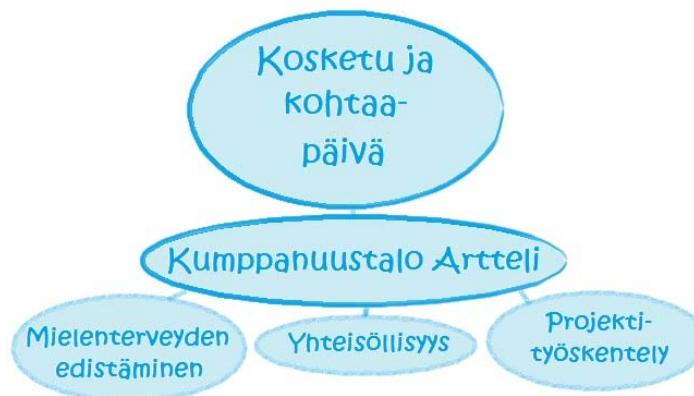 Kosketu ja
kohtaa-
päivä
Kumppanuustalo Artteli
Mielenterveyden
edistäminen
Yhteisöllisyys
Projekti-
työskentely